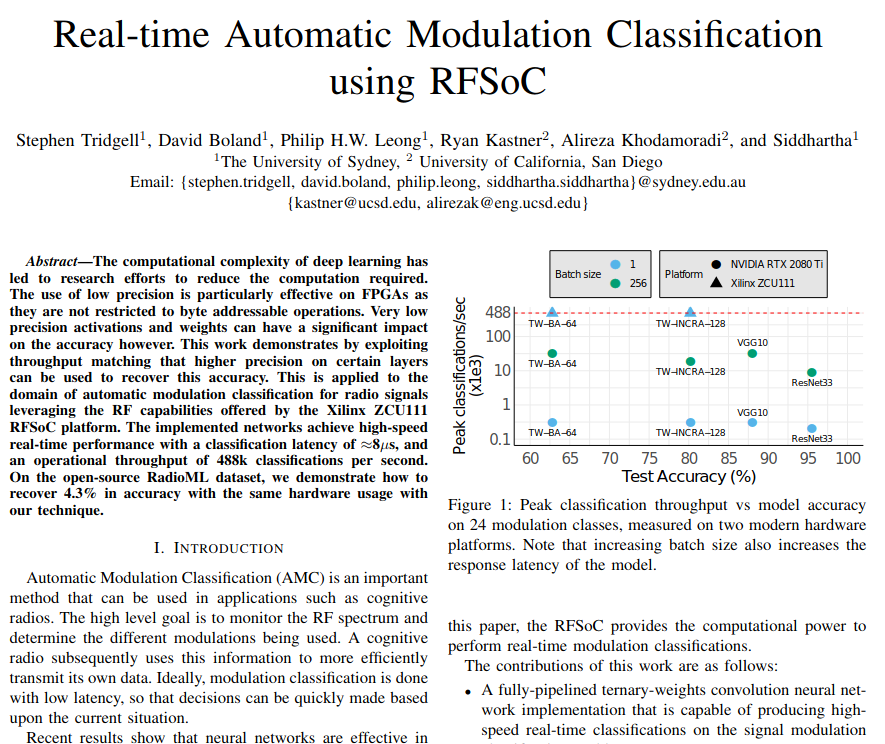 Real-time Automatic Modulation Classification
using RFSoC
Stephen Tridgell1, David Boland1, Philip H.W. Leong1, Ryan Kastner2, Alireza Khodamoradi2, and Siddhartha1
1The University of Sydney, 2 University of California, San Diego
Email: {stephen.tridgell, david.boland, philip.leong, siddhartha.siddhartha}@sydney.edu.au
{kastner@ucsd.edu, alirezak@eng.ucsd.edu}
Abstract—The computational complexity of deep learning has
led to research efforts to reduce the computation required.
The use of low precision is particularly effective on FPGAs as
they are not restricted to byte addressable operations. Very low
precision activations and weights can have a significant impact
on the accuracy however. This work demonstrates by exploiting
throughput matching that higher precision on certain layers
can be used to recover this accuracy. This is applied to the
domain of automatic modulation classification for radio signals
leveraging the RF capabilities offered by the Xilinx ZCU111
RFSoC platform. The implemented networks achieve high-speed
real-time performance with a classification latency of ≈8µs, and
an operational throughput of 488k classifications per second.
On the open-source RadioML dataset, we demonstrate how to
recover 4.3% in accuracy with the same hardware usage with
our technique.
I. INTRODUCTION
Automatic Modulation Classification (AMC) is an important
method that can be used in applications such as cognitive
radios. The high level goal is to monitor the RF spectrum and
determine the different modulations being used. A cognitive
radio subsequently uses this information to more efficiently
transmit its own data. Ideally, modulation classification is done
with low latency, so that decisions can be quickly made based
upon the current situation.
Recent results show that neural networks are effective in
Batch size
1
256
Platform
NVIDIA RTX 2080 Ti
Xilinx ZCU111
Peak classifications/sec
(x1e3)
488
100
10
1
0.1
TW-BA-64
TW-INCRA-128
TW-BA-64
TW-INCRA-128
VGG10
ResNet33
TW-BA-64
TW-INCRA-128
VGG10
ResNet33
60 65 70 75 80 85 90 95 100
Test Accuracy (%)
Figure 1: Peak classification throughput vs model accuracy
on 24 modulation classes, measured on two modern hardware
platforms. Note that increasing batch size also increases the
response latency of the model.
this paper, the RFSoC provides the computational power to
perform real-time modulation classifications.
The contributions of this work are as follows:
• A fully-pipelined ternary-weights convolution neural net-
work implementation that is capable of producing high-
speed real-time classifications on the signal modulation